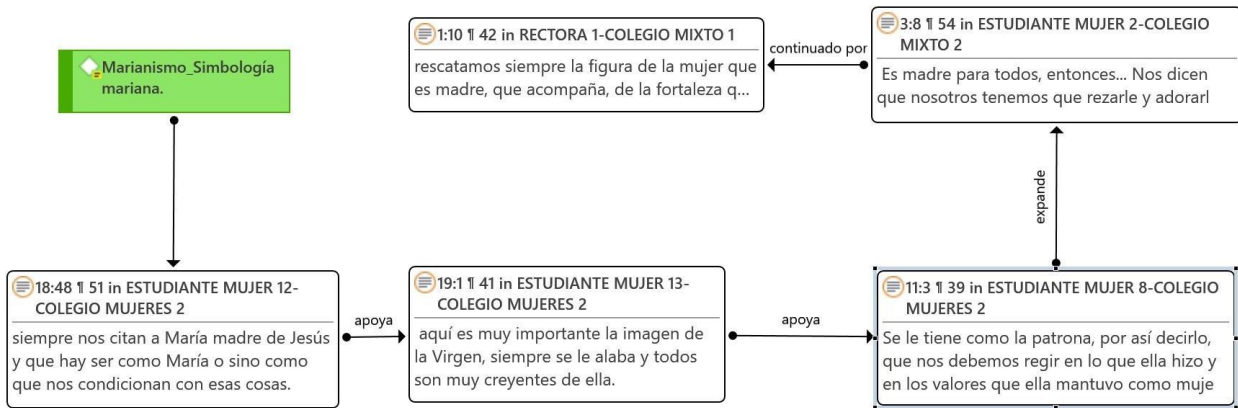 Marianismo_Simbología
mariana.
1:10 ¶ 42 in RECTORA 1-COLEGIO MIXTO 1
rescatamos siempre la figura de la mujer que
es madre, que acompaña, de la fortaleza q...
continuado por
3:8 ¶ 54 in ESTUDIANTE MUJER 2-COLEGIO
MIXTO 2
Es madre para todos, entonces... Nos dicen
que nosotros tenemos que rezarle y adorarl
expande
18:48 ¶ 51 in ESTUDIANTE MUJER 12-
COLEGIO MUJERES 2
siempre nos citan a María madre de Jesús
y que hay ser como María o sino como
que nos condicionan con esas cosas.
apoya
19:1 ¶ 41 in ESTUDIANTE MUJER 13-
COLEGIO MUJERES 2
aquí es muy importante la imagen de
la Virgen, siempre se le alaba y todos
son muy creyentes de ella.
apoya
11:3 ¶ 39 in ESTUDIANTE MUJER 8-COLEGIO
MUJERES 2
Se le tiene como la patrona, por así decirlo,
que nos debemos regir en lo que ella hizo y
en los valores que ella mantuvo como muje